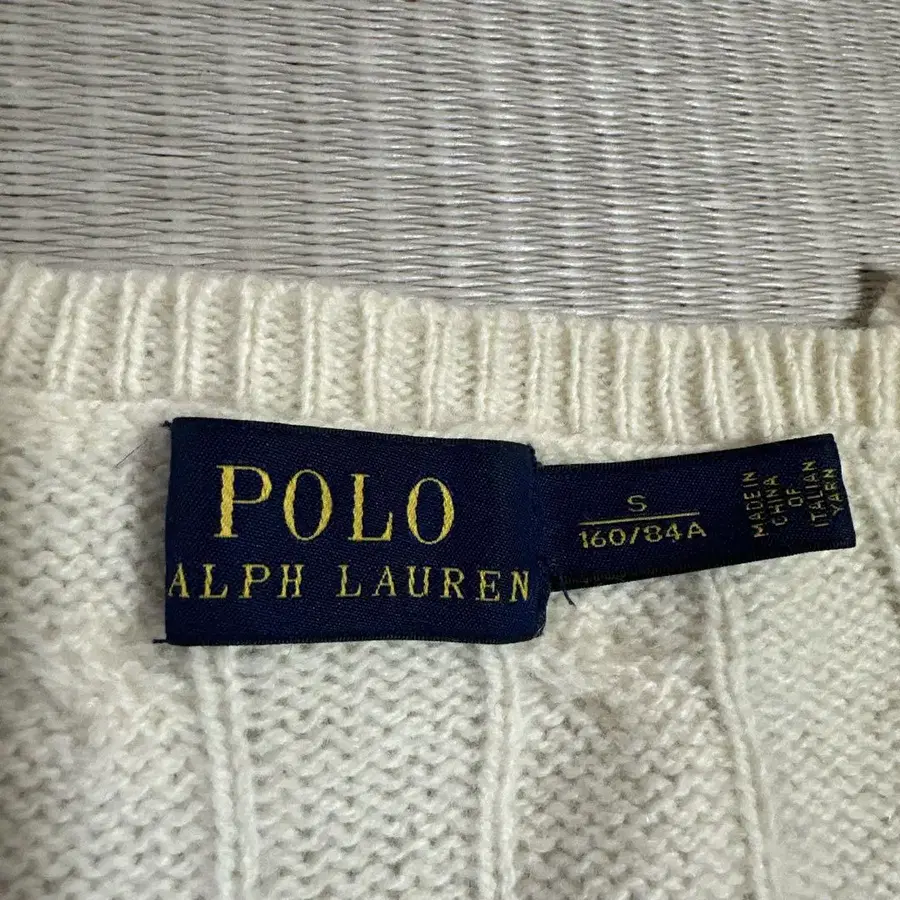 POLO
ALPH LAUREN
S
160/84A
MADE IN
CHINA
OF
ITALIAN
YARN